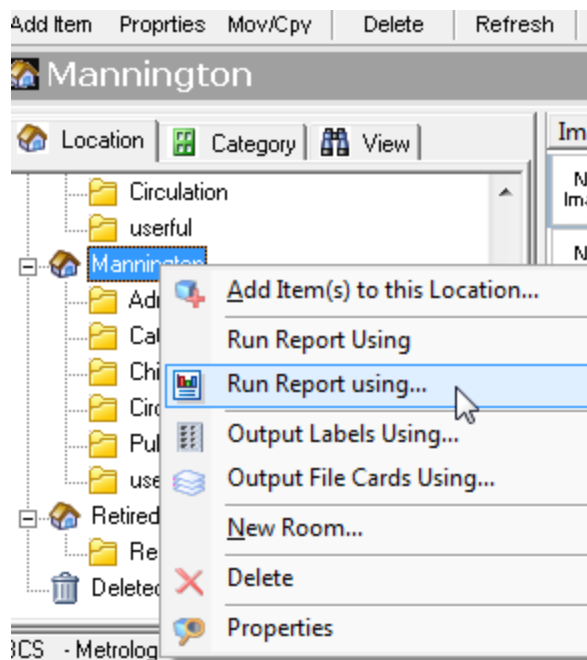 Add Item Proprties Mov/Cpy Delete Refresh
Mannington
Location Category View
Circulation
userful
Mannington
Add Item(s) to this Location...
Run Report Using
Run Report using...
Output Labels Using...
Output File Cards Using...
New Room...
Retired
Delete
Deleted
Properties
- Metrolog